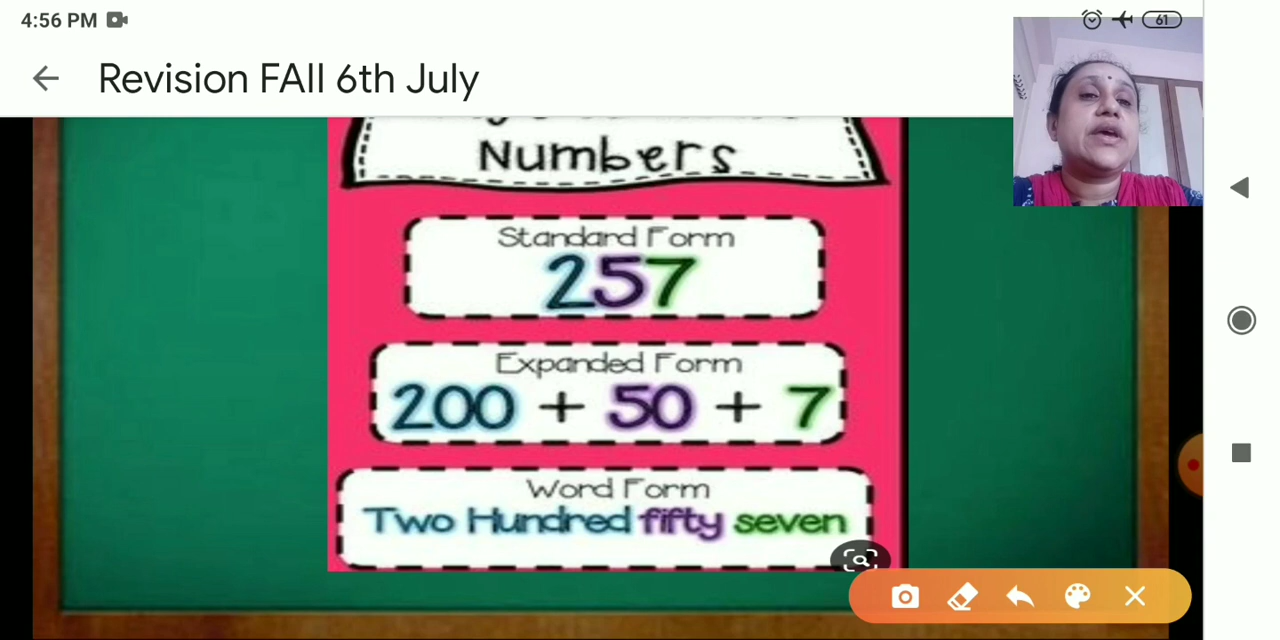 4:56 PM
61
Revision FAII 6th July
Numbers
Standard Form
257
Expanded Form
200 + 50 + 7
Word Form
Two Hundred fifty seven